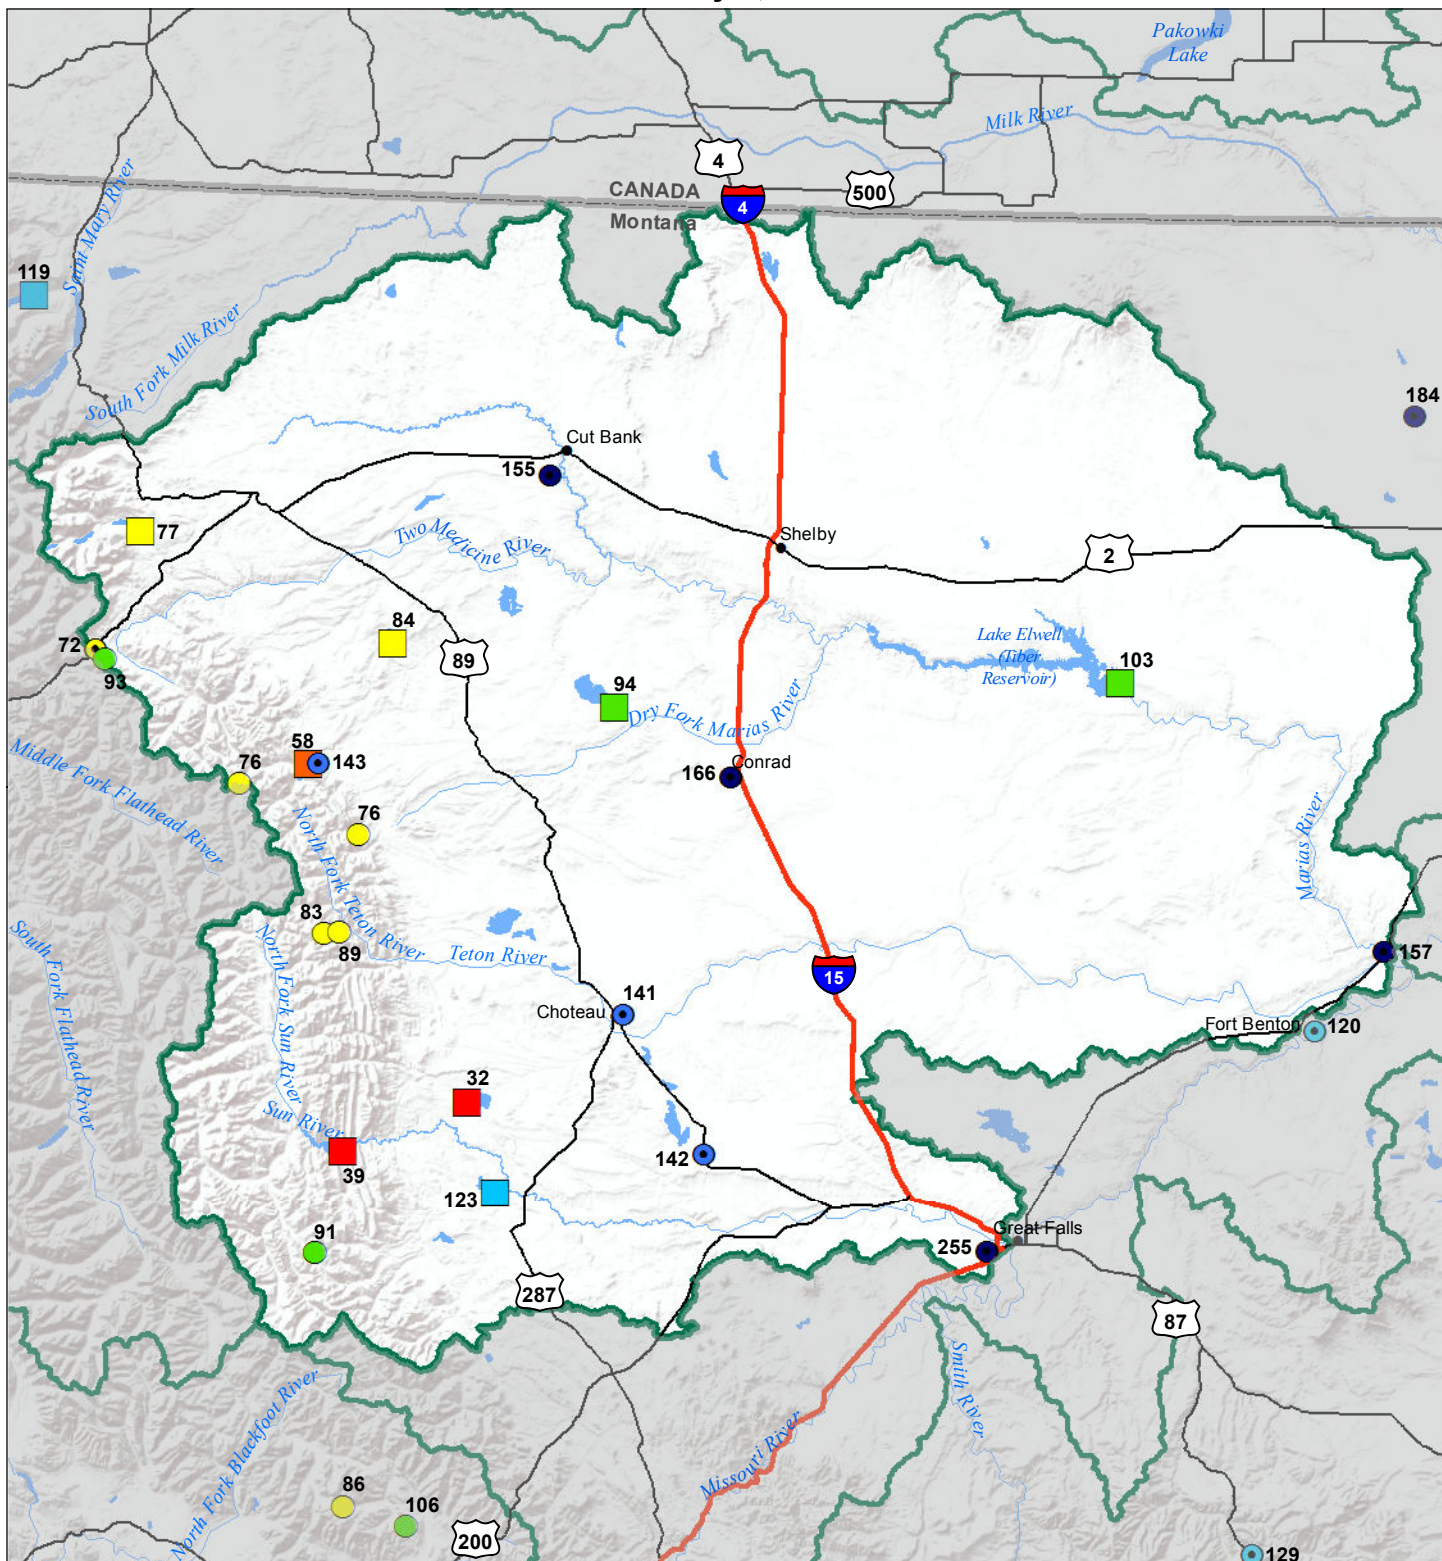 Pakowki
Lake
Milk River
4
500
CANADA
4
Montana
Saint Mary River
119
South Fork Milk River
184
Cut Bank
155
77
Two Medicine River
Shelby
2
84
72
89
93
Lake Elwell
(Tiber
Reservoir)
103
94
Dry Fork Marias River
58
143
Middle Fork Flathead River
76
Conrad
166
76
North Fork Teton River
Marias River
83
89
Teton River
South Fork Flathead River
North Fork Sun River
157
15
141
Choteau
Fort Benton
120
32
Sun River
39
142
123
91
Great Falls
255
287
87
Smith River
North Fork Blackfoot River
Missouri River
86
106
200
129